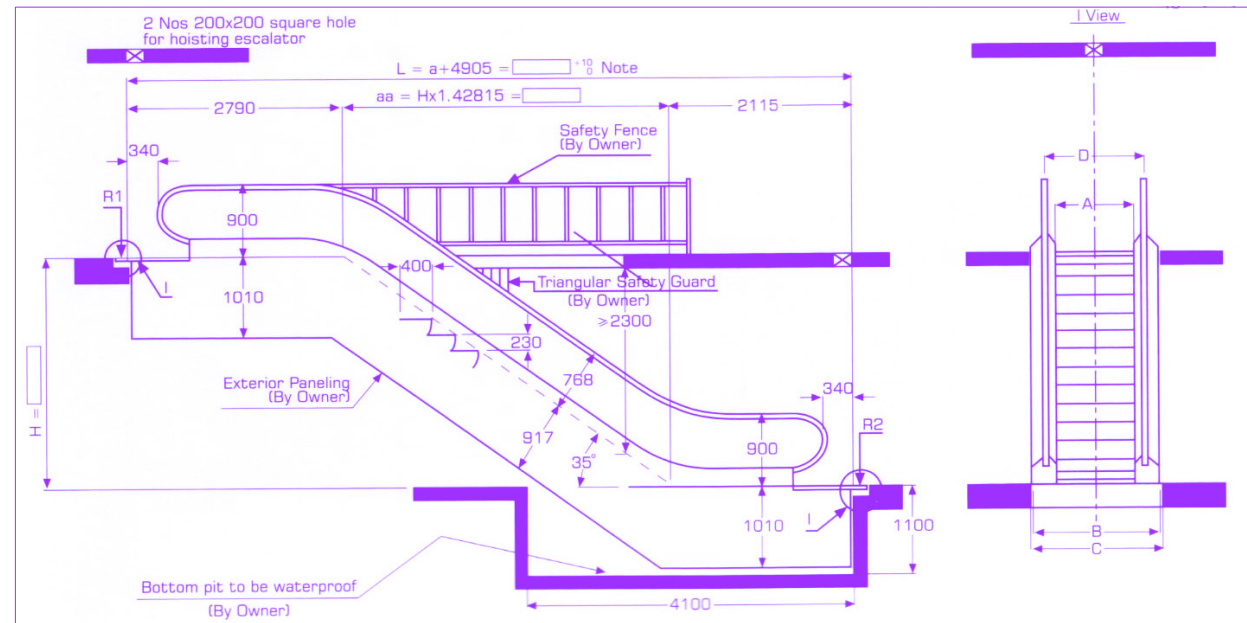 2 Nos 200x200 square hole
for hoisting escalator
I View
L = a+4905 = +10 0 Note
2790
aa = Hx1.42815 =
2115
340
Safety Fence
(By Owner)
D
R1
900
A
400
Triangular Safety Guard
(By Owner)
I
1010
≥2300
230
Exterior Paneling
(By Owner)
768
340
H =
917
R2
35°
900
1010
I
1100
B
C
Bottom pit to be waterproof
(By Owner)
4100